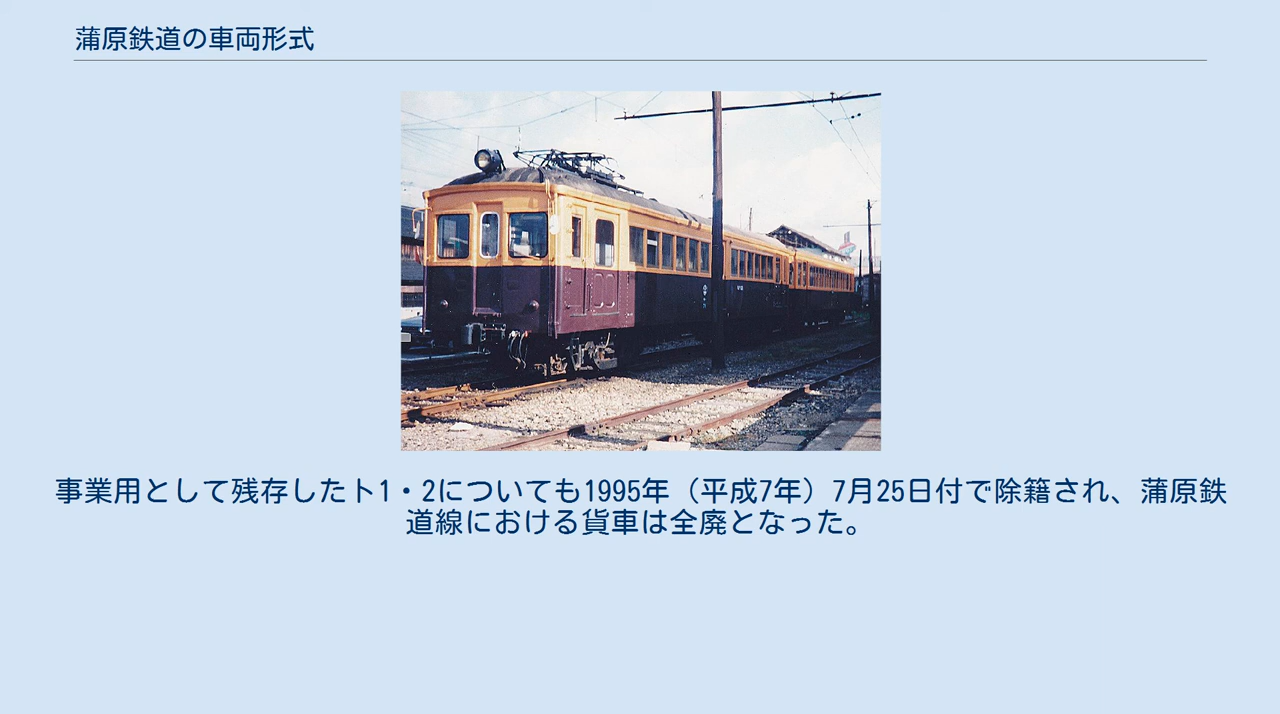 蒲原鉄道の車両形式
事業用として残存したト1・2についても1995年（平成7年）7月25日付で除籍され、蒲原鉄
道線における貨車は全廃となった。